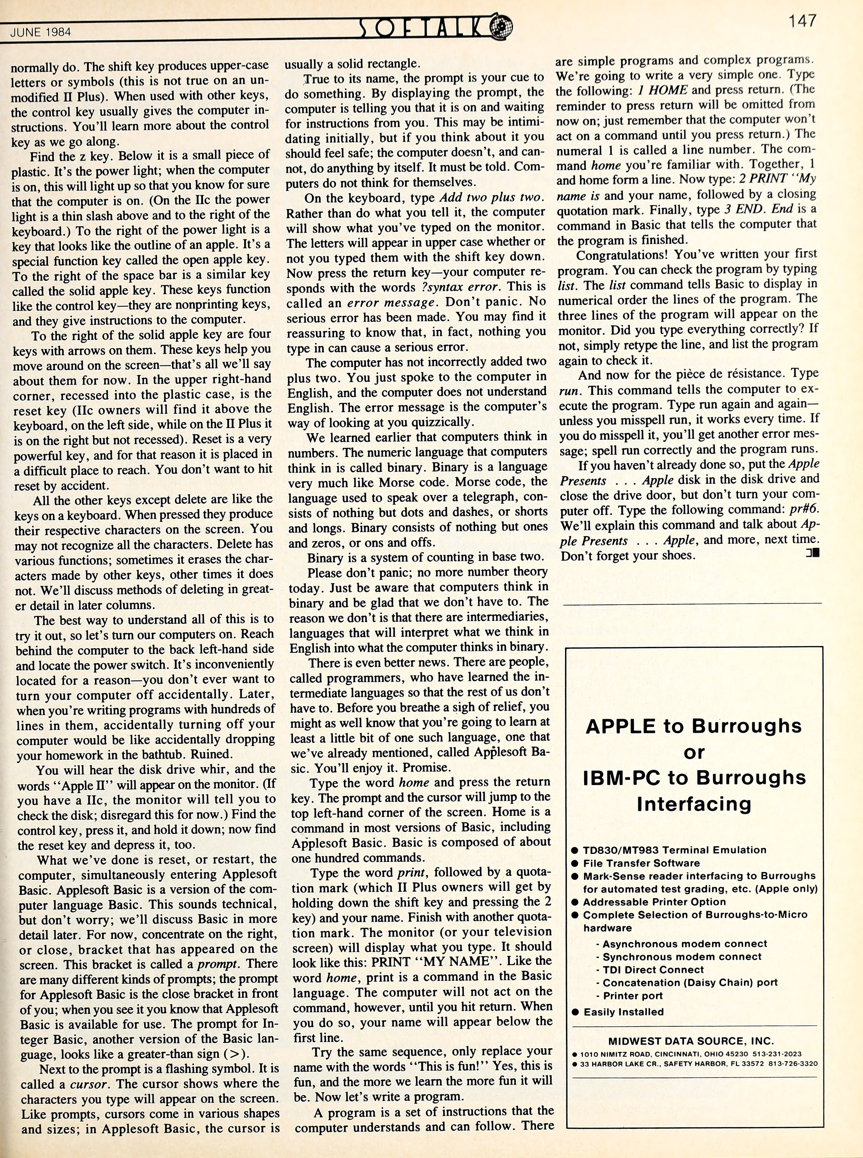 JUNE 1984
SOFTALK
147
normally do. The shift key produces upper-case
letters or symbols (this is not true on an un-
modified II Plus). When used with other keys,
the control key usually gives the computer in-
structions. You'll learn more about the control
key as we go along.
Find the z key. Below it is a small piece of
plastic. It's the power light; when the computer
is on, this will light up so that you know for sure
that the computer is on. (On the IIc the power
light is a thin slash above and to the right of the
keyboard.) To the right of the power light is a
key that looks like the outline of an apple. It's a
special function key called the open apple key.
To the right of the space bar is a similar key
called the solid apple key. These keys function
like the control key—they are nonprinting keys,
and they give instructions to the computer.
To the right of the solid apple key are four
keys with arrows on them. These keys help you
move around on the screen—that's all we'll say
about them for now. In the upper right-hand
corner, recessed into the plastic case, is the
reset key (IIc owners will find it above the
keyboard, on the left side, while on the II Plus it
is on the right but not recessed). Reset is a very
powerful key, and for that reason it is placed in
a difficult place to reach. You don't want to hit
reset by accident.
All the other keys except delete are like the
keys on a keyboard. When pressed they produce
their respective characters on the screen. You
may not recognize all the characters. Delete has
various functions; sometimes it erases the char-
acters made by other keys, other times it does
not. We'll discuss methods of deleting in great-
er detail in later columns.
The best way to understand all of this is to
try it out, so let's turn our computers on. Reach
behind the computer to the back left-hand side
and locate the power switch. It's inconveniently
located for a reason—you don't ever want to
turn your computer off accidentally. Later,
when you're writing programs with hundreds of
lines in them, accidentally turning off your
computer would be like accidentally dropping
your homework in the bathtub. Ruined.
You will hear the disk drive whir, and the
words "Apple II" will appear on the monitor. (If
you have a IIc, the monitor will tell you to
check the disk; disregard this for now.) Find the
control key, press it, and hold it down; now find
the reset key and depress it, too.
What we've done is reset, or restart, the
computer, simultaneously entering Applesoft
Basic. Applesoft Basic is a version of the com-
puter language Basic. This sounds technical,
but don't worry; we'll discuss Basic in more
detail later. For now, concentrate on the right,
or close, bracket that has appeared on the
screen. This bracket is called a prompt. There
are many different kinds of prompts; the prompt
for Applesoft Basic is the close bracket in front
of you; when you see it you know that Applesoft
Basic is available for use. The prompt for In-
teger Basic, another version of the Basic lan-
guage, looks like a greater-than sign (>).
Next to the prompt is a flashing symbol. It is
called a cursor. The cursor shows where the
characters you type will appear on the screen.
Like prompts, cursors come in various shapes
and sizes; in Applesoft Basic, the cursor is
usually a solid rectangle.
True to its name, the prompt is your cue to
do something. By displaying the prompt, the
computer is telling you that it is on and waiting
for instructions from you. This may be intimi-
dating initially, but if you think about it you
should feel safe; the computer doesn't, and can-
not, do anything by itself. It must be told. Com-
puters do not think for themselves.
On the keyboard, type Add two plus two.
Rather than do what you tell it, the computer
will show what you've typed on the monitor.
The letters will appear in upper case whether or
not you typed them with the shift key down.
Now press the return key—your computer re-
sponds with the words ?syntax error. This is
called an error message. Don't panic. No
serious error has been made. You may find it
reassuring to know that, in fact, nothing you
type in can cause a serious error.
The computer has not incorrectly added two
plus two. You just spoke to the computer in
English, and the computer does not understand
English. The error message is the computer's
way of looking at you quizzically.
We learned earlier that computers think in
numbers. The numeric language that computers
think in is called binary. Binary is a language
very much like Morse code. Morse code, the
language used to speak over a telegraph, con-
sists of nothing but dots and dashes, or shorts
and longs. Binary consists of nothing but ones
and zeros, or ons and offs.
Binary is a system of counting in base two.
Please don't panic; no more number theory
today. Just be aware that computers think in
binary and be glad that we don't have to. The
reason we don't is that there are intermediaries,
languages that will interpret what we think in
English into what the computer thinks in binary.
There is even better news. There are people,
called programmers, who have learned the in-
termediate languages so that the rest of us don't
have to. Before you breathe a sigh of relief, you
might as well know that you're going to learn at
least a little bit of one such language, one that
we've already mentioned, called Applesoft Ba-
sic. You'll enjoy it. Promise.
Type the word home and press the return
key. The prompt and the cursor will jump to the
top left-hand corner of the screen. Home is a
command in most versions of Basic, including
Applesoft Basic. Basic is composed of about
one hundred commands.
Type the word print, followed by a quota-
tion mark (which II Plus owners will get by
holding down the shift key and pressing the 2
key) and your name. Finish with another quota-
tion mark. The monitor (or your television
screen) will display what you type. It should
look like this: PRINT "MY NAME". Like the
word home, print is a command in the Basic
language. The computer will not act on the
command, however, until you hit return. When
you do so, your name will appear below the
first line.
Try the same sequence, only replace your
name with the words "This is fun!" Yes, this is
fun, and the more we learn the more fun it will
be. Now let's write a program.
A program is a set of instructions that the
computer understands and can follow. There
are simple programs and complex programs.
We're going to write a very simple one. Type
the following: 1 HOME and press return. (The
reminder to press return will be omitted from
now on; just remember that the computer won't
act on a command until you press return.) The
numeral 1 is called a line number. The com-
mand home you're familiar with. Together, 1
and home form a line. Now type: 2 PRINT "My
name is and your name, followed by a closing
quotation mark. Finally, type 3 END. End is a
command in Basic that tells the computer that
the program is finished.
Congratulations! You've written your first
program. You can check the program by typing
list. The list command tells Basic to display in
numerical order the lines of the program. The
three lines of the program will appear on the
monitor. Did you type everything correctly? If
not, simply retype the line, and list the program
again to check it.
And now for the pièce de résistance. Type
run. This command tells the computer to ex-
ecute the program. Type run again and again—
unless you misspell run, it works every time. If
you do misspell it, you'll get another error mes-
sage; spell run correctly and the program runs.
If you haven't already done so, put the Apple
Presents . . . Apple disk in the disk drive and
close the drive door, but don't turn your com-
puter off. Type the following command: pr#6.
We'll explain this command and talk about Ap-
ple Presents . . . Apple, and more, next time.
Don't forget your shoes.
APPLE to Burroughs
or
IBM-PC to Burroughs
Interfacing
● TD830/MT983 Terminal Emulation
● File Transfer Software
● Mark-Sense reader interfacing to Burroughs
for automated test grading, etc. (Apple only)
● Addressable Printer Option
● Complete Selection of Burroughs-to-Micro
hardware
- Asynchronous modem connect
- Synchronous modem connect
- TDI Direct Connect
- Concatenation (Daisy Chain) port
- Printer port
● Easily Installed
MIDWEST DATA SOURCE, INC.
● 1010 NIMITZ ROAD, CINCINNATI, OHIO 45230 513-231-2023
● 33 HARBOR LAKE CR., SAFETY HARBOR, FL 33572 813-726-3320